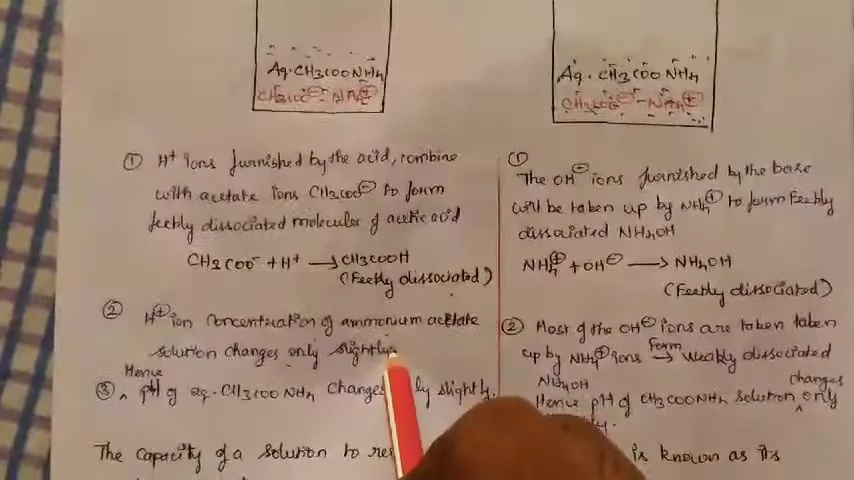 Aq. CH3COONH4
CH3COO⊖ - NH4⊕
① H+ ions furnished by the acid, combine
with acetate ions CH3COO⊖ to form
feebly dissociated molecules of acetic acid
CH3COO- + H+ → CH3COOH
(Feebly dissociated)
② H⊕ ion concentration of ammonium acetate
solution changes only slightly
Hence
③ ^ pH of aq. CH3COONH4 changes ly slightly.
Aq. CH3COONH4
CH3COO⊖ - NH4⊕
①
The OH⊖ ions furnished by the base
will be taken up by NH4⊕ to form feebly
dissociated NH4OH
NH4⊕ + OH⊖ → NH4OH
(Feebly dissociated)
② Most of the OH⊖ ions are taken taken
up by NH4⊕ ions form → weakly dissociated
NH4OH
changes
Hence pH of CH3COONH4 solution ^ only
The capacity of a solution to is known as its